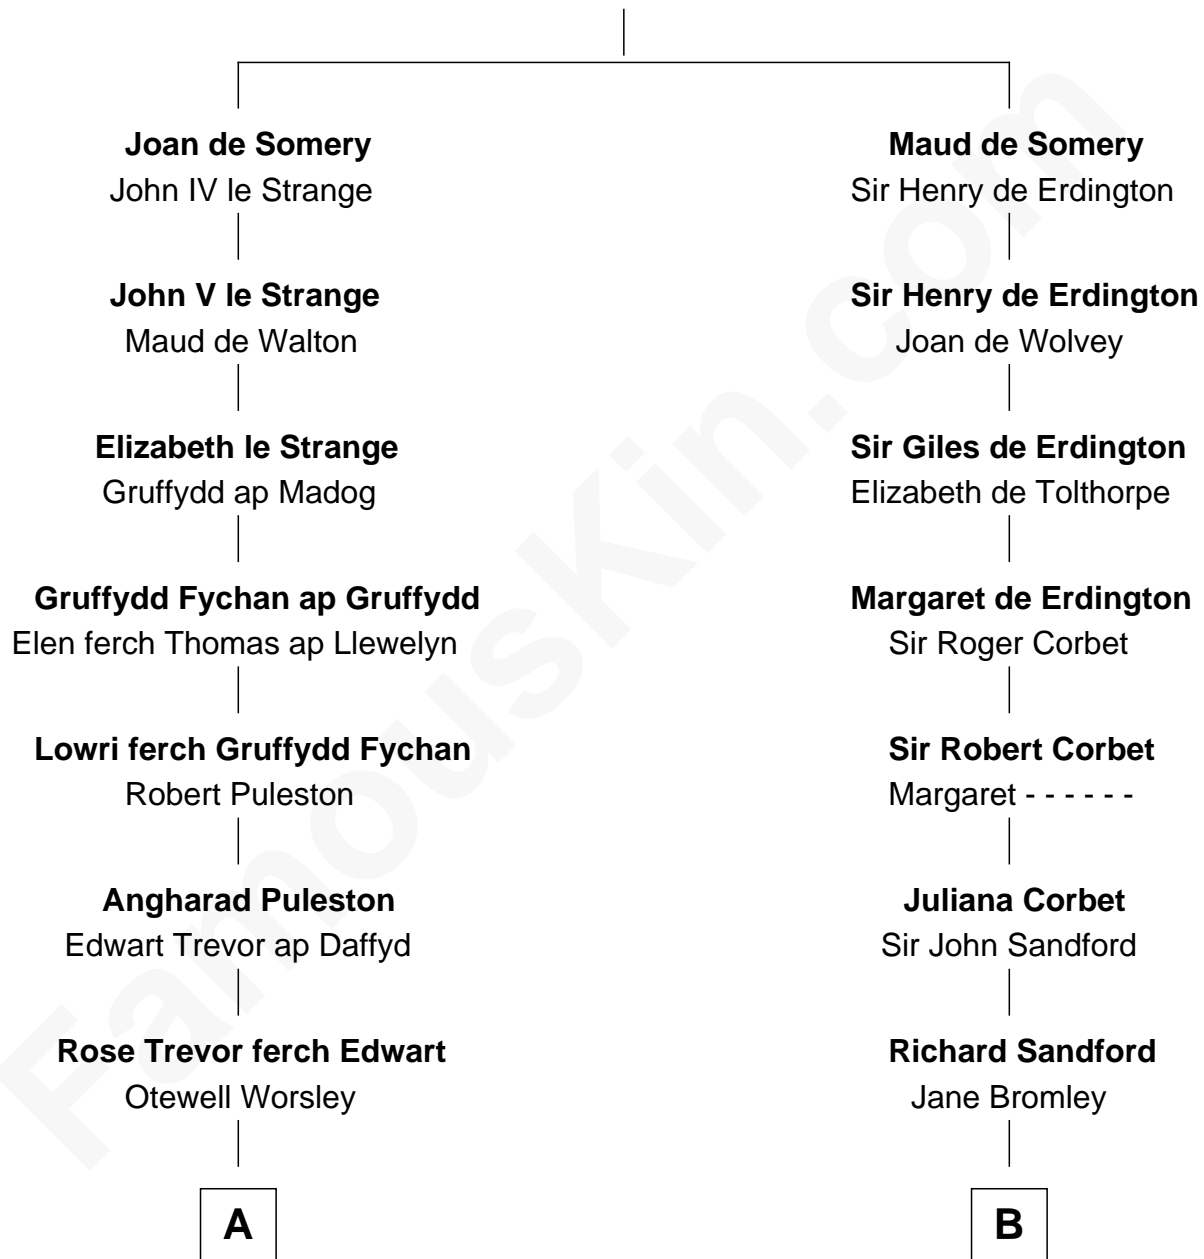 Joan de Somery
John IV le Strange
John V le Strange
Maud de Walton
Elizabeth le Strange
Gruffydd ap Madog
Gruffydd Fychan ap Gruffydd
Elen ferch Thomas ap Llewelyn
Lowri ferch Gruffydd Fychan
Robert Puleston
Angharad Puleston
Edwart Trevor ap Daffyd
Rose Trevor ferch Edwart
Otewell Worsley
A
Maud de Somery
Sir Henry de Erdington
Sir Henry de Erdington
Joan de Wolvey
Sir Giles de Erdington
Elizabeth de Tolthorpe
Margaret de Erdington
Sir Roger Corbet
Sir Robert Corbet
Margaret - - - - - -
Juliana Corbet
Sir John Sandford
Richard Sandford
Jane Bromley
B
FamousKin.com